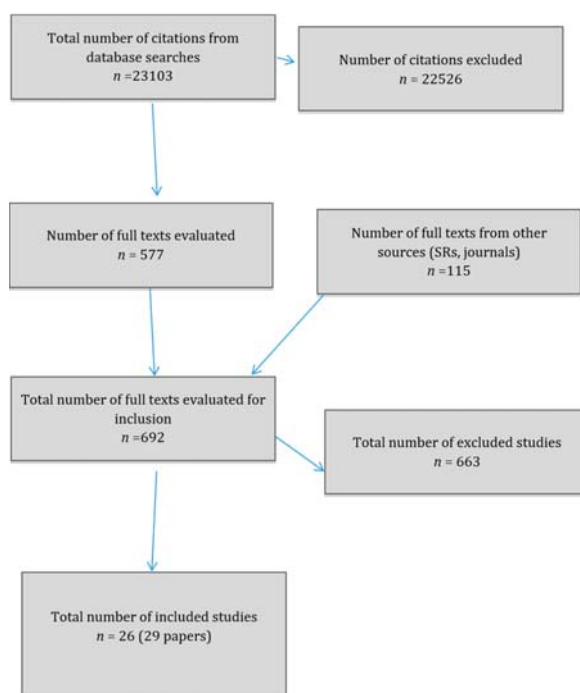 Total number of citations from
database searches
n =23103
Number of citations excluded
n = 22526
Number of full texts evaluated
n = 577
Number of full texts from other
sources (SRs, journals)
n =115
Total number of full texts evaluated for
inclusion
n =692
Total number of excluded studies
n = 663
Total number of included studies
n = 26 (29 papers)